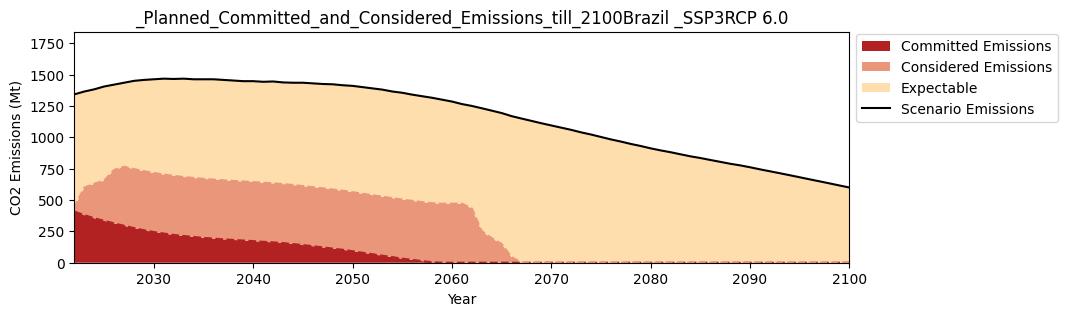 _Planned_Committed_and_Considered_Emissions_till_2100Brazil _SSP3RCP 6.0
CO2 Emissions (Mt)
1750
1500
1250
1000
750
500
250
0
2030 2040 2050 2060 2070 2080 2090 2100
Year
Committed Emissions
Considered Emissions
Expectable
Scenario Emissions